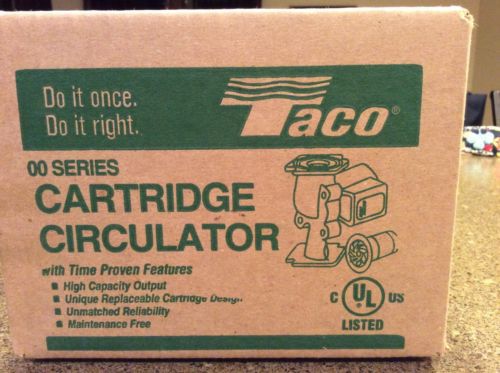 Do it once.
Do it right.
Taco®
00 SERIES
CARTRIDGE
CIRCULATOR
with Time Proven Features
■ High Capacity Output
■ Unique Replaceable Cartridge Design
■ Unmatched Reliability
■ Maintenance Free
C UL US
LISTED